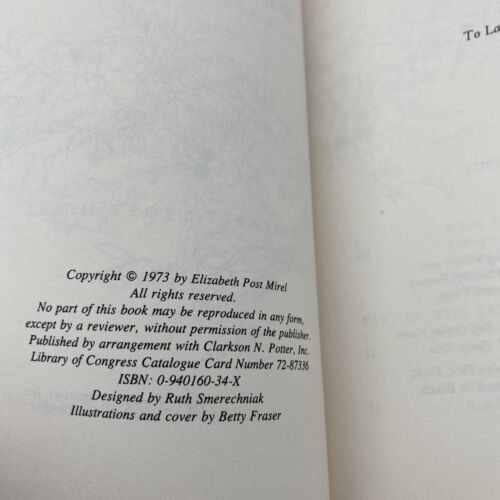 To La
Copyright © 1973 by Elizabeth Post Mirel
All rights reserved.
No part of this book may be reproduced in any form,
except by a reviewer, without permission of the publisher.
Published by arrangement with Clarkson N. Potter, Inc.
Library of Congress Catalogue Card Number 72-87336
ISBN: 0-940160-34-X
Designed by Ruth Smerechniak
Illustrations and cover by Betty Fraser